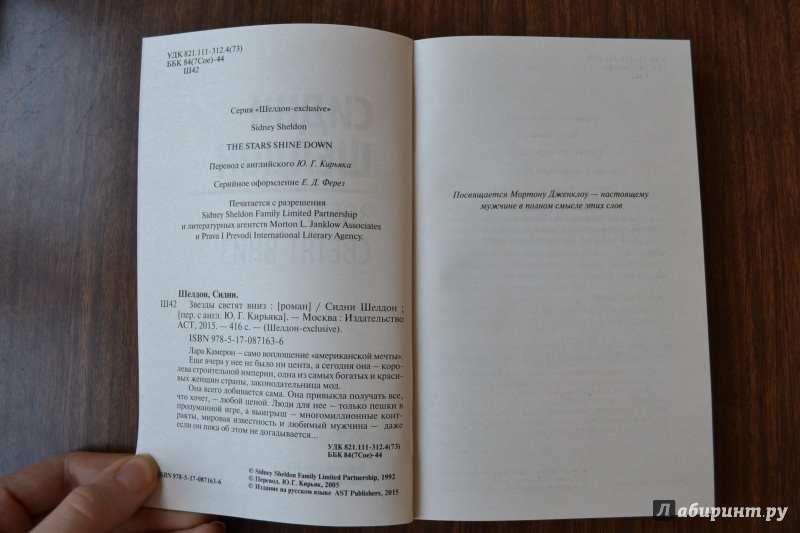 УДК 821.111-312.4(73)
ББК 84(7Сое)-44
Ш42
Серия «Шелдон-exclusive»
Sidney Sheldon
THE STARS SHINE DOWN
Перевод с английского Ю. Г. Кирьяка
Серийное оформление Е. Д. Ферез
Печатается с разрешения
Sidney Sheldon Family Limited Partnership
и литературных агентств Morton L. Janklow Associates
и Prava I Prevodi International Literary Agency.
Шелдон, Сидни.
Ш42 Звезды светят вниз : [роман] / Сидни Шелдон ;
[пер. с англ. Ю. Г. Кирьяка]. — Москва : Издательство
АСТ, 2015. — 416 с. — (Шелдон-exclusive).
ISBN 978-5-17-087163-6
Лара Камерон – само воплощение «американской мечты».
Еще вчера у нее не было ни цента, а сегодня она – коро-
лева строительной империи, одна из самых богатых и краси-
вых женщин страны, законодательница мод.
Она всего добивается сама. Она привыкла получать все,
что хочет, – любой ценой. Люди для нее – только пешки в
продуманной игре, а выигрыш – многомиллионные конт-
ракты, мировая известность и любимый мужчина – даже
если он пока об этом не догадывается...
УДК 821.111-312.4(73)
ББК 84(7Сое)-44
ISBN 978-5-17-087163-6
© Sidney Sheldon Family Limited Partnership, 1992
© Перевод. Ю.Г. Кирьяк, 2005
© Издание на русском языке AST Publishers, 2015
Посвящается Мортону Дженклоу — настоящему
мужчине в полном смысле этих слов
Лабиринт.ру